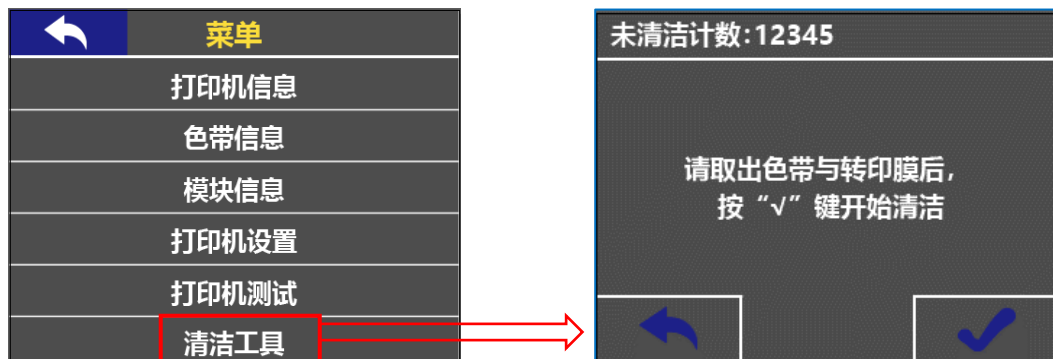 菜单
打印机信息
色带信息
模块信息
打印机设置
打印机测试
清洁工具
未清洁计数:12345
请取出色带与转印膜后,
按“√”键开始清洁